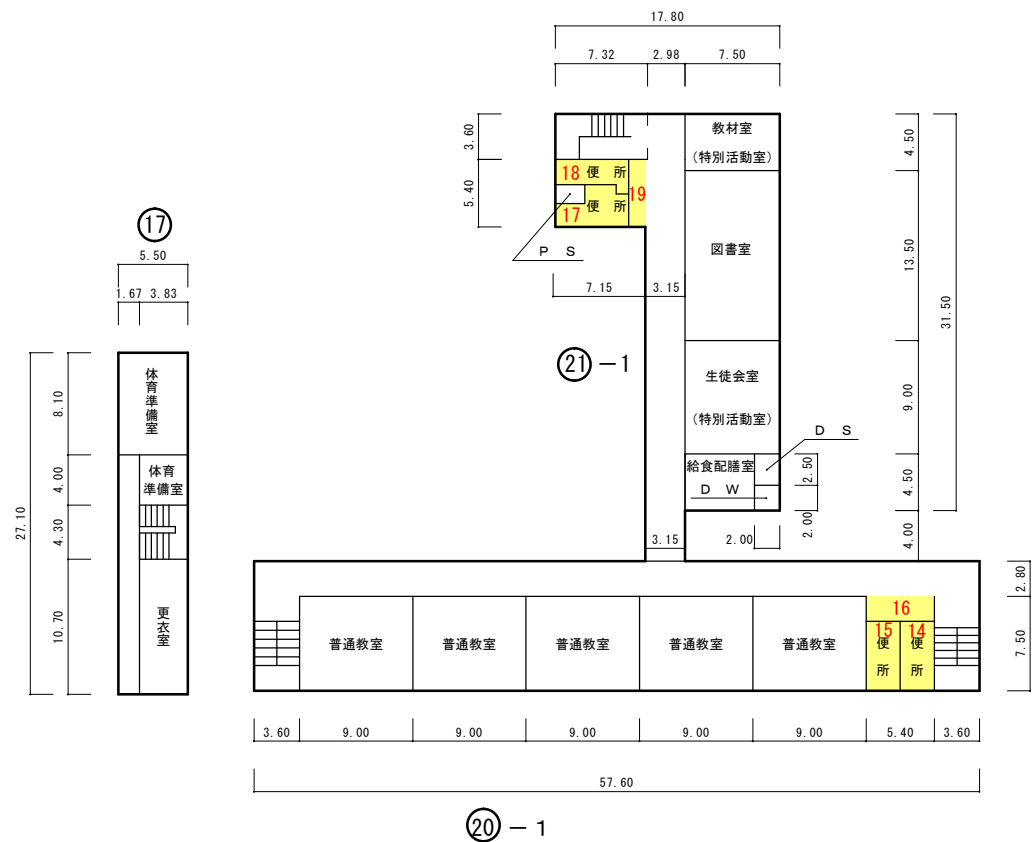 17.80
7.32
2.98
7.50
3.60
5.40
教材室
(特別活動室)
4.50
18 便 所
19
17 便 所
P S
図書室
13.50
31.50
7.15
3.15
㉑-1
生徒会室
(特別活動室)
9.00
D S
給食配膳室
D W
2.50
4.50
2.00
3.15
2.00
4.00
⑰
5.50
1.67
3.83
体育準備室
8.10
体育
準備室
4.00
27.10
4.30
更衣室
10.70
2.80
16
15
14
普通教室
普通教室
普通教室
普通教室
普通教室
便所
便所
7.50
3.60
9.00
9.00
9.00
9.00
9.00
5.40
3.60
57.60
⑳-1